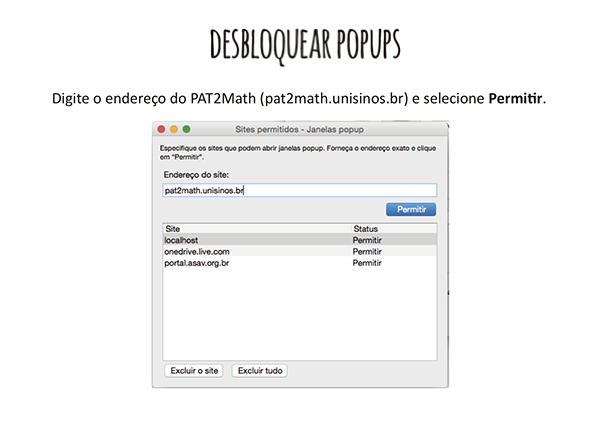 DESBLOQUEAR POPUPS
Digite o endereço do PAT2Math (pat2math.unisinos.br) e selecione Permitir.
Sites permitidos - Janelas popup
Especifique os sites que podem abrir janelas popup. Forneça o endereço exato e clique
em "Permitir".
Endereço do site:
pat2math.unisinos.br
Permitir
Site Status
localhost Permitir
onedrive.live.com Permitir
portal.asav.org.br Permitir
Excluir o site Excluir tudo